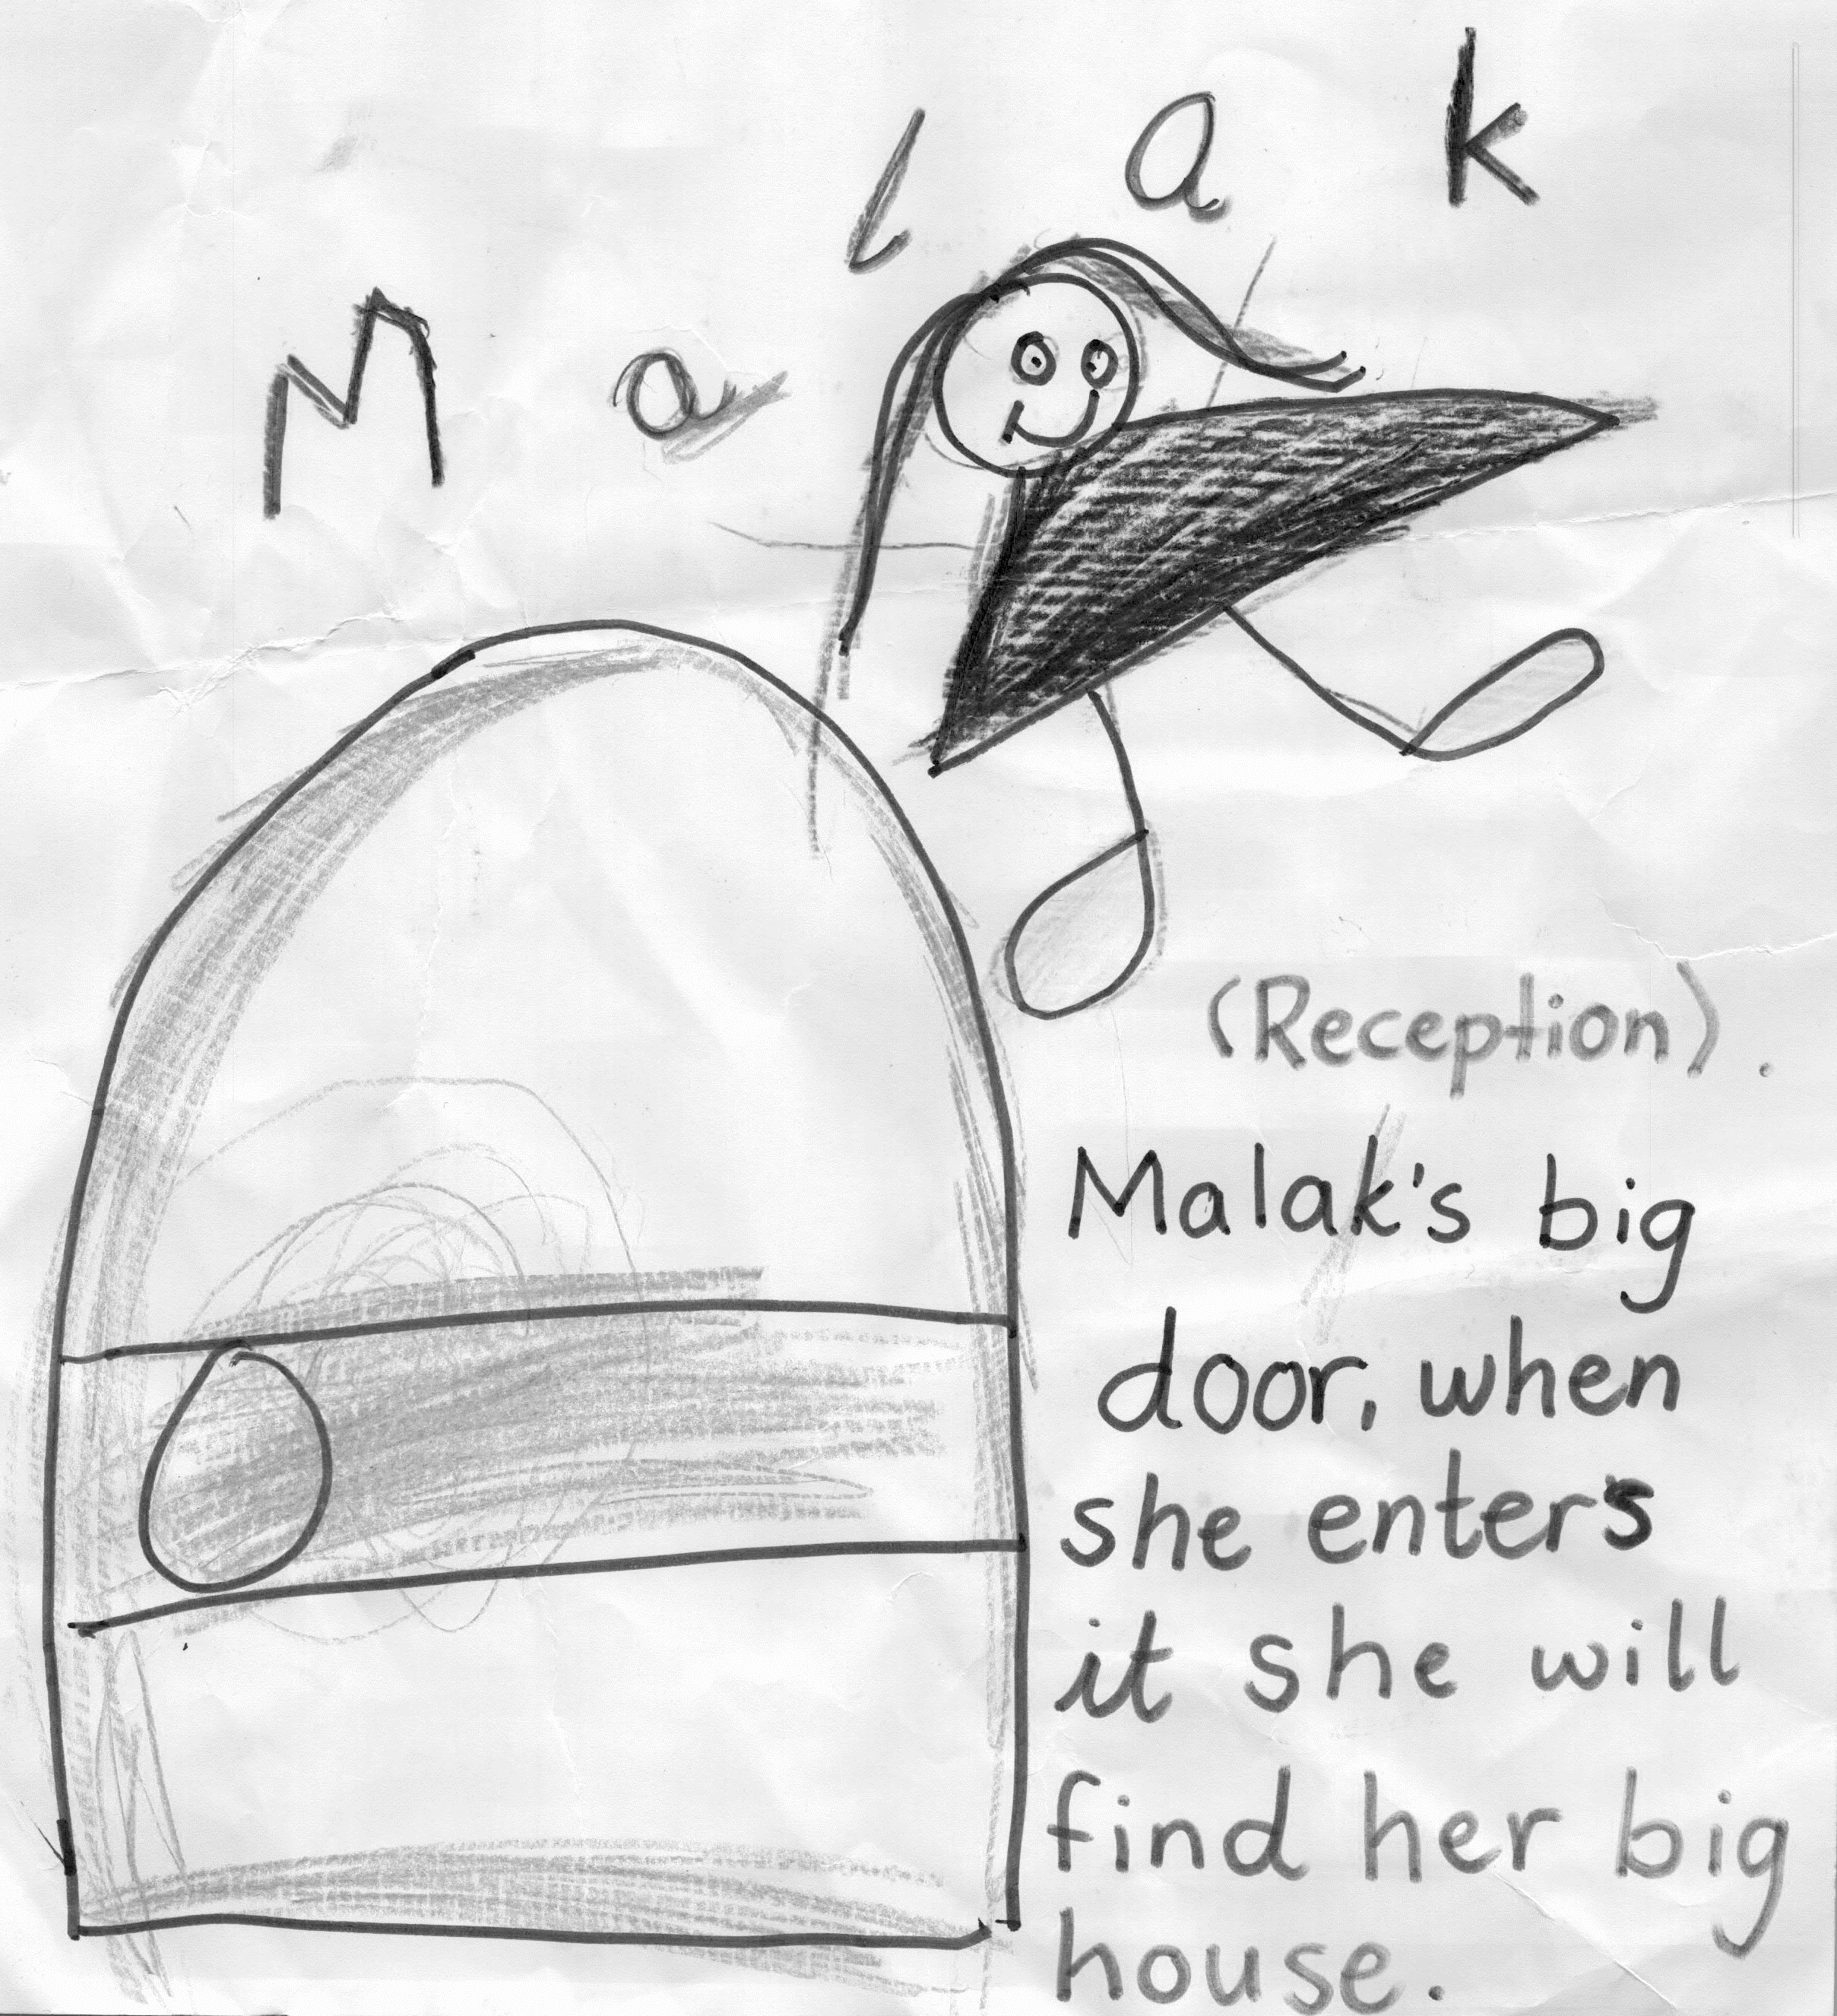 Malak
(Reception).
Malak's big
door, when
she enters
it she will
find her big
house.